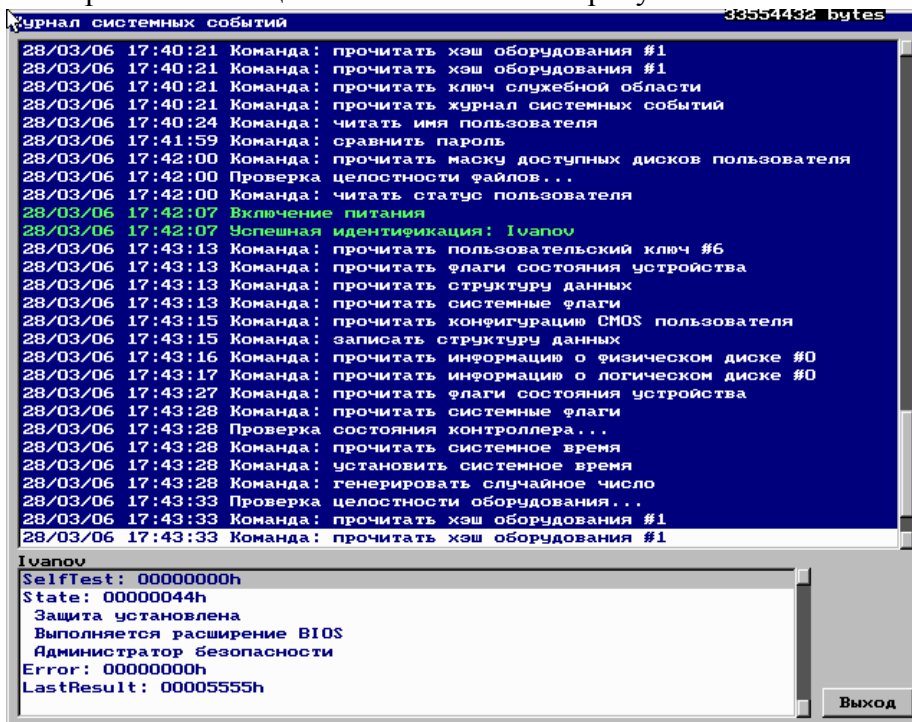 Журнал системных событий
33554432 bytes
28/03/06 17:40:21 Команда: прочитать хэш оборудования #1
28/03/06 17:40:21 Команда: прочитать хэш оборудования #1
28/03/06 17:40:21 Команда: прочитать ключ служебной области
28/03/06 17:40:21 Команда: прочитать журнал системных событий
28/03/06 17:40:24 Команда: читать имя пользователя
28/03/06 17:41:59 Команда: сравнить пароль
28/03/06 17:42:00 Команда: прочитать маску доступных дисков пользователя
28/03/06 17:42:00 Проверка целостности файлов...
28/03/06 17:42:00 Команда: читать статус пользователя
28/03/06 17:42:07 Включение питания
28/03/06 17:42:07 Успешная идентификация: Ivanov
28/03/06 17:43:13 Команда: прочитать пользовательский ключ #6
28/03/06 17:43:13 Команда: прочитать флаги состояния устройства
28/03/06 17:43:13 Команда: прочитать структуру данных
28/03/06 17:43:13 Команда: прочитать системные флаги
28/03/06 17:43:15 Команда: прочитать конфигурацию CMOS пользователя
28/03/06 17:43:15 Команда: записать структуру данных
28/03/06 17:43:16 Команда: прочитать информацию о физическом диске #0
28/03/06 17:43:17 Команда: прочитать информацию о логическом диске #0
28/03/06 17:43:27 Команда: прочитать флаги состояния устройства
28/03/06 17:43:28 Команда: прочитать системные флаги
28/03/06 17:43:28 Проверка состояния контроллера...
28/03/06 17:43:28 Команда: прочитать системное время
28/03/06 17:43:28 Команда: установить системное время
28/03/06 17:43:28 Команда: генерировать случайное число
28/03/06 17:43:33 Проверка целостности оборудования...
28/03/06 17:43:33 Команда: прочитать хэш оборудования #1
28/03/06 17:43:33 Команда: прочитать хэш оборудования #1
Ivanov
SelfTest: 00000000h
State: 00000044h
Защита установлена
Выполняется расширение BIOS
Администратор безопасности
Error: 00000000h
LastResult: 00005555h
Выход